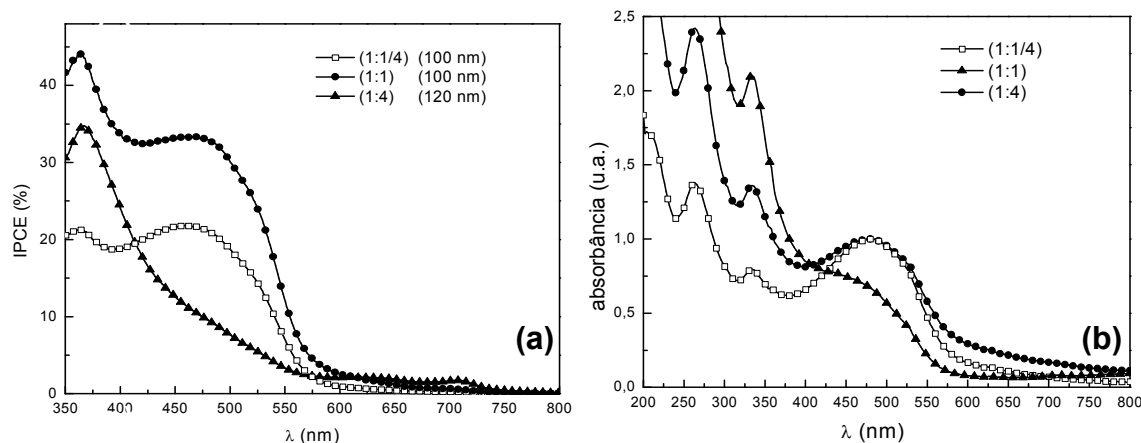 40
30
20
10
0
IPCE (%)
(1:1/4) (100 nm)
(1:1) (100 nm)
(1:4) (120 nm)
(a)
350 400 450 500 550 600 650 700 750 800
λ (nm)
2,5
2,0
1,5
1,0
0,5
0,0
absorbância (u.a.)
(1:1/4)
(1:1)
(1:4)
(b)
200 250 300 350 400 450 500 550 600 650 700 750 800
λ (nm)